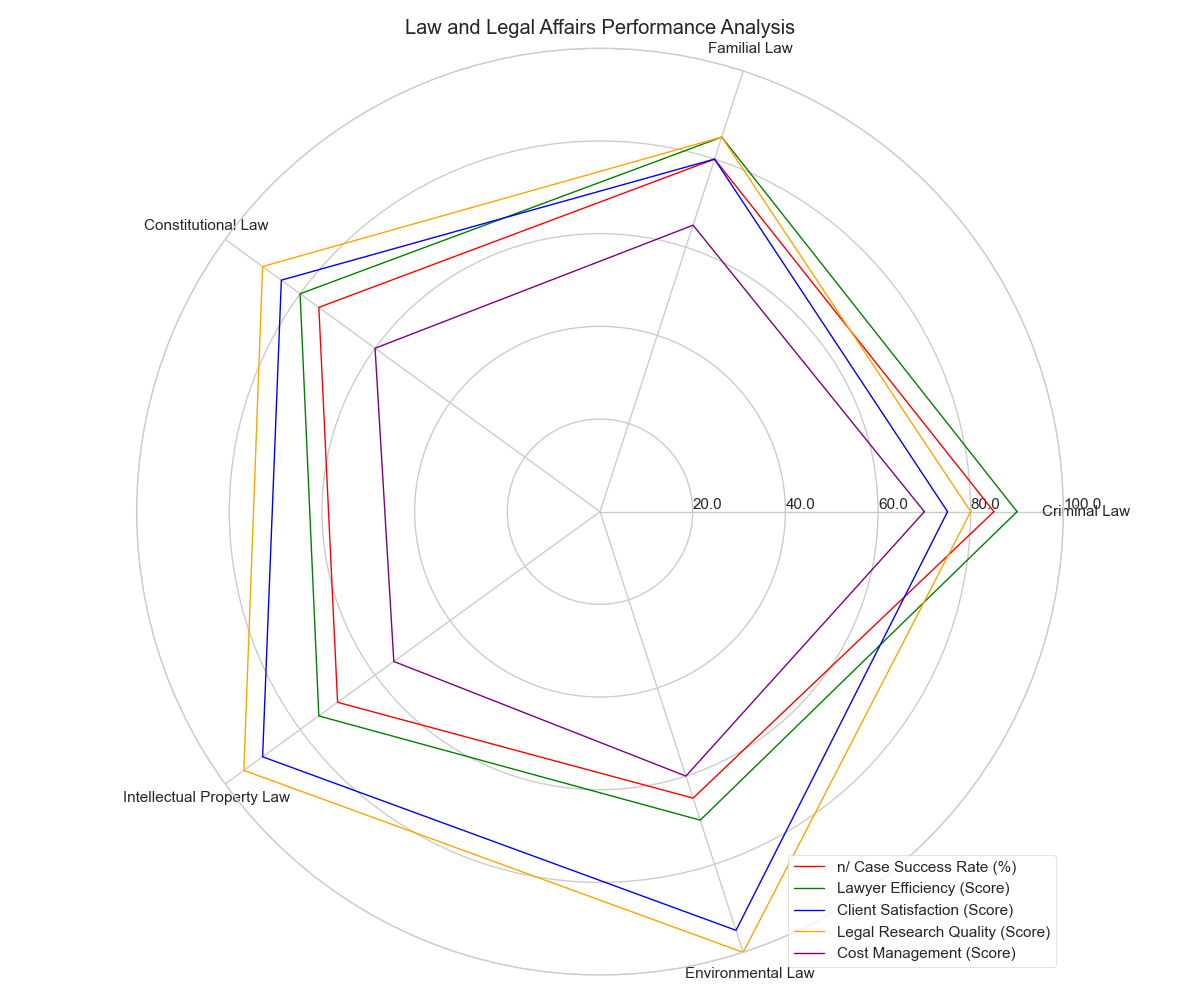 Law and Legal Affairs Performance Analysis
Familial Law
Constitutional Law
20.0
40.0
60.0
80.0
100.0
Criminal Law
Intellectual Property Law
Environmental Law
n/ Case Success Rate (%)
Lawyer Efficiency (Score)
Client Satisfaction (Score)
Legal Research Quality (Score)
Cost Management (Score)